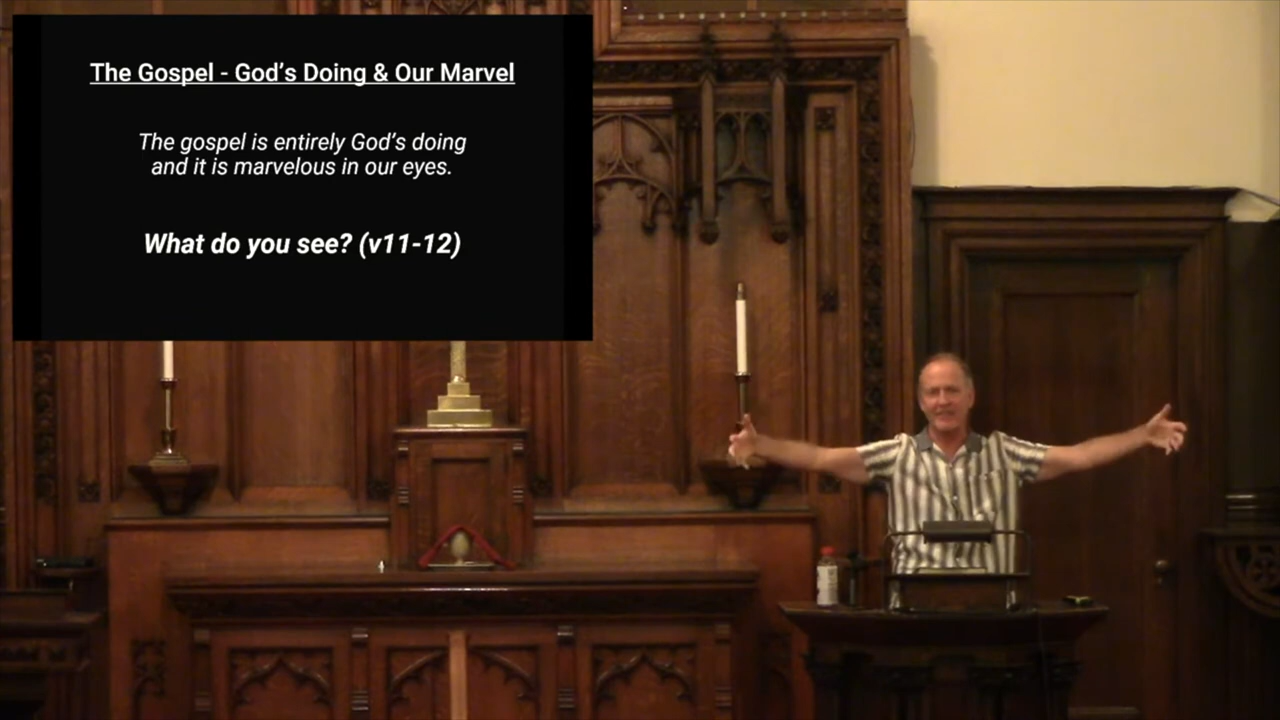 The Gospel - God's Doing & Our Marvel
The gospel is entirely God's doing
and it is marvelous in our eyes.
What do you see? (v11-12)